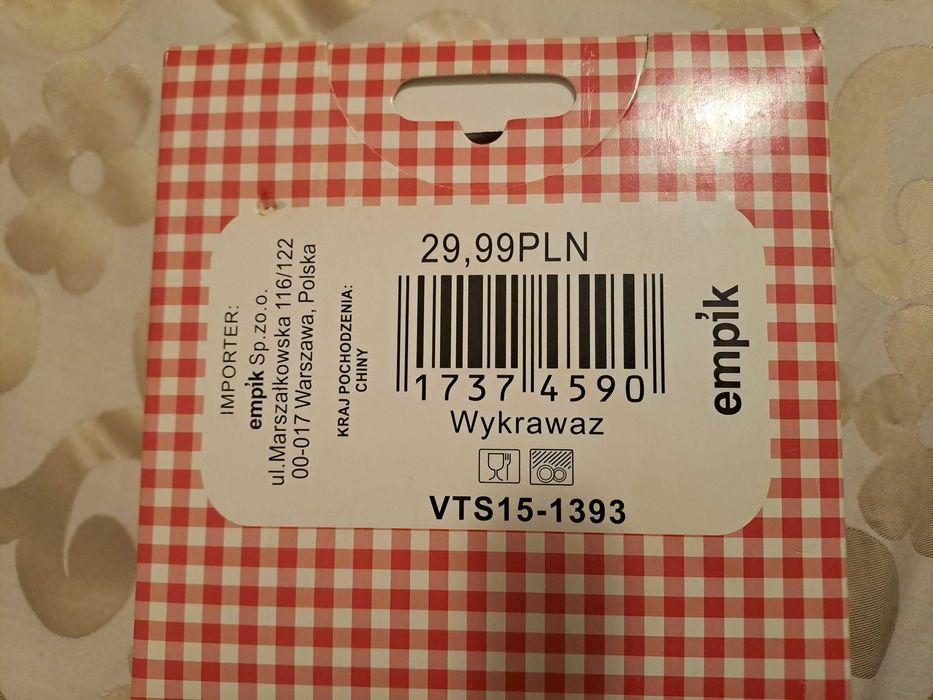 IMPORTER:
empik Sp.zo.o.
ul.Marszałkowska 116/122
00-017 Warszawa, Polska
KRAJ POCHODZENIA:
CHINY
29,99PLN
1737 4590
Wykrawaz
VTS15-1393
empik